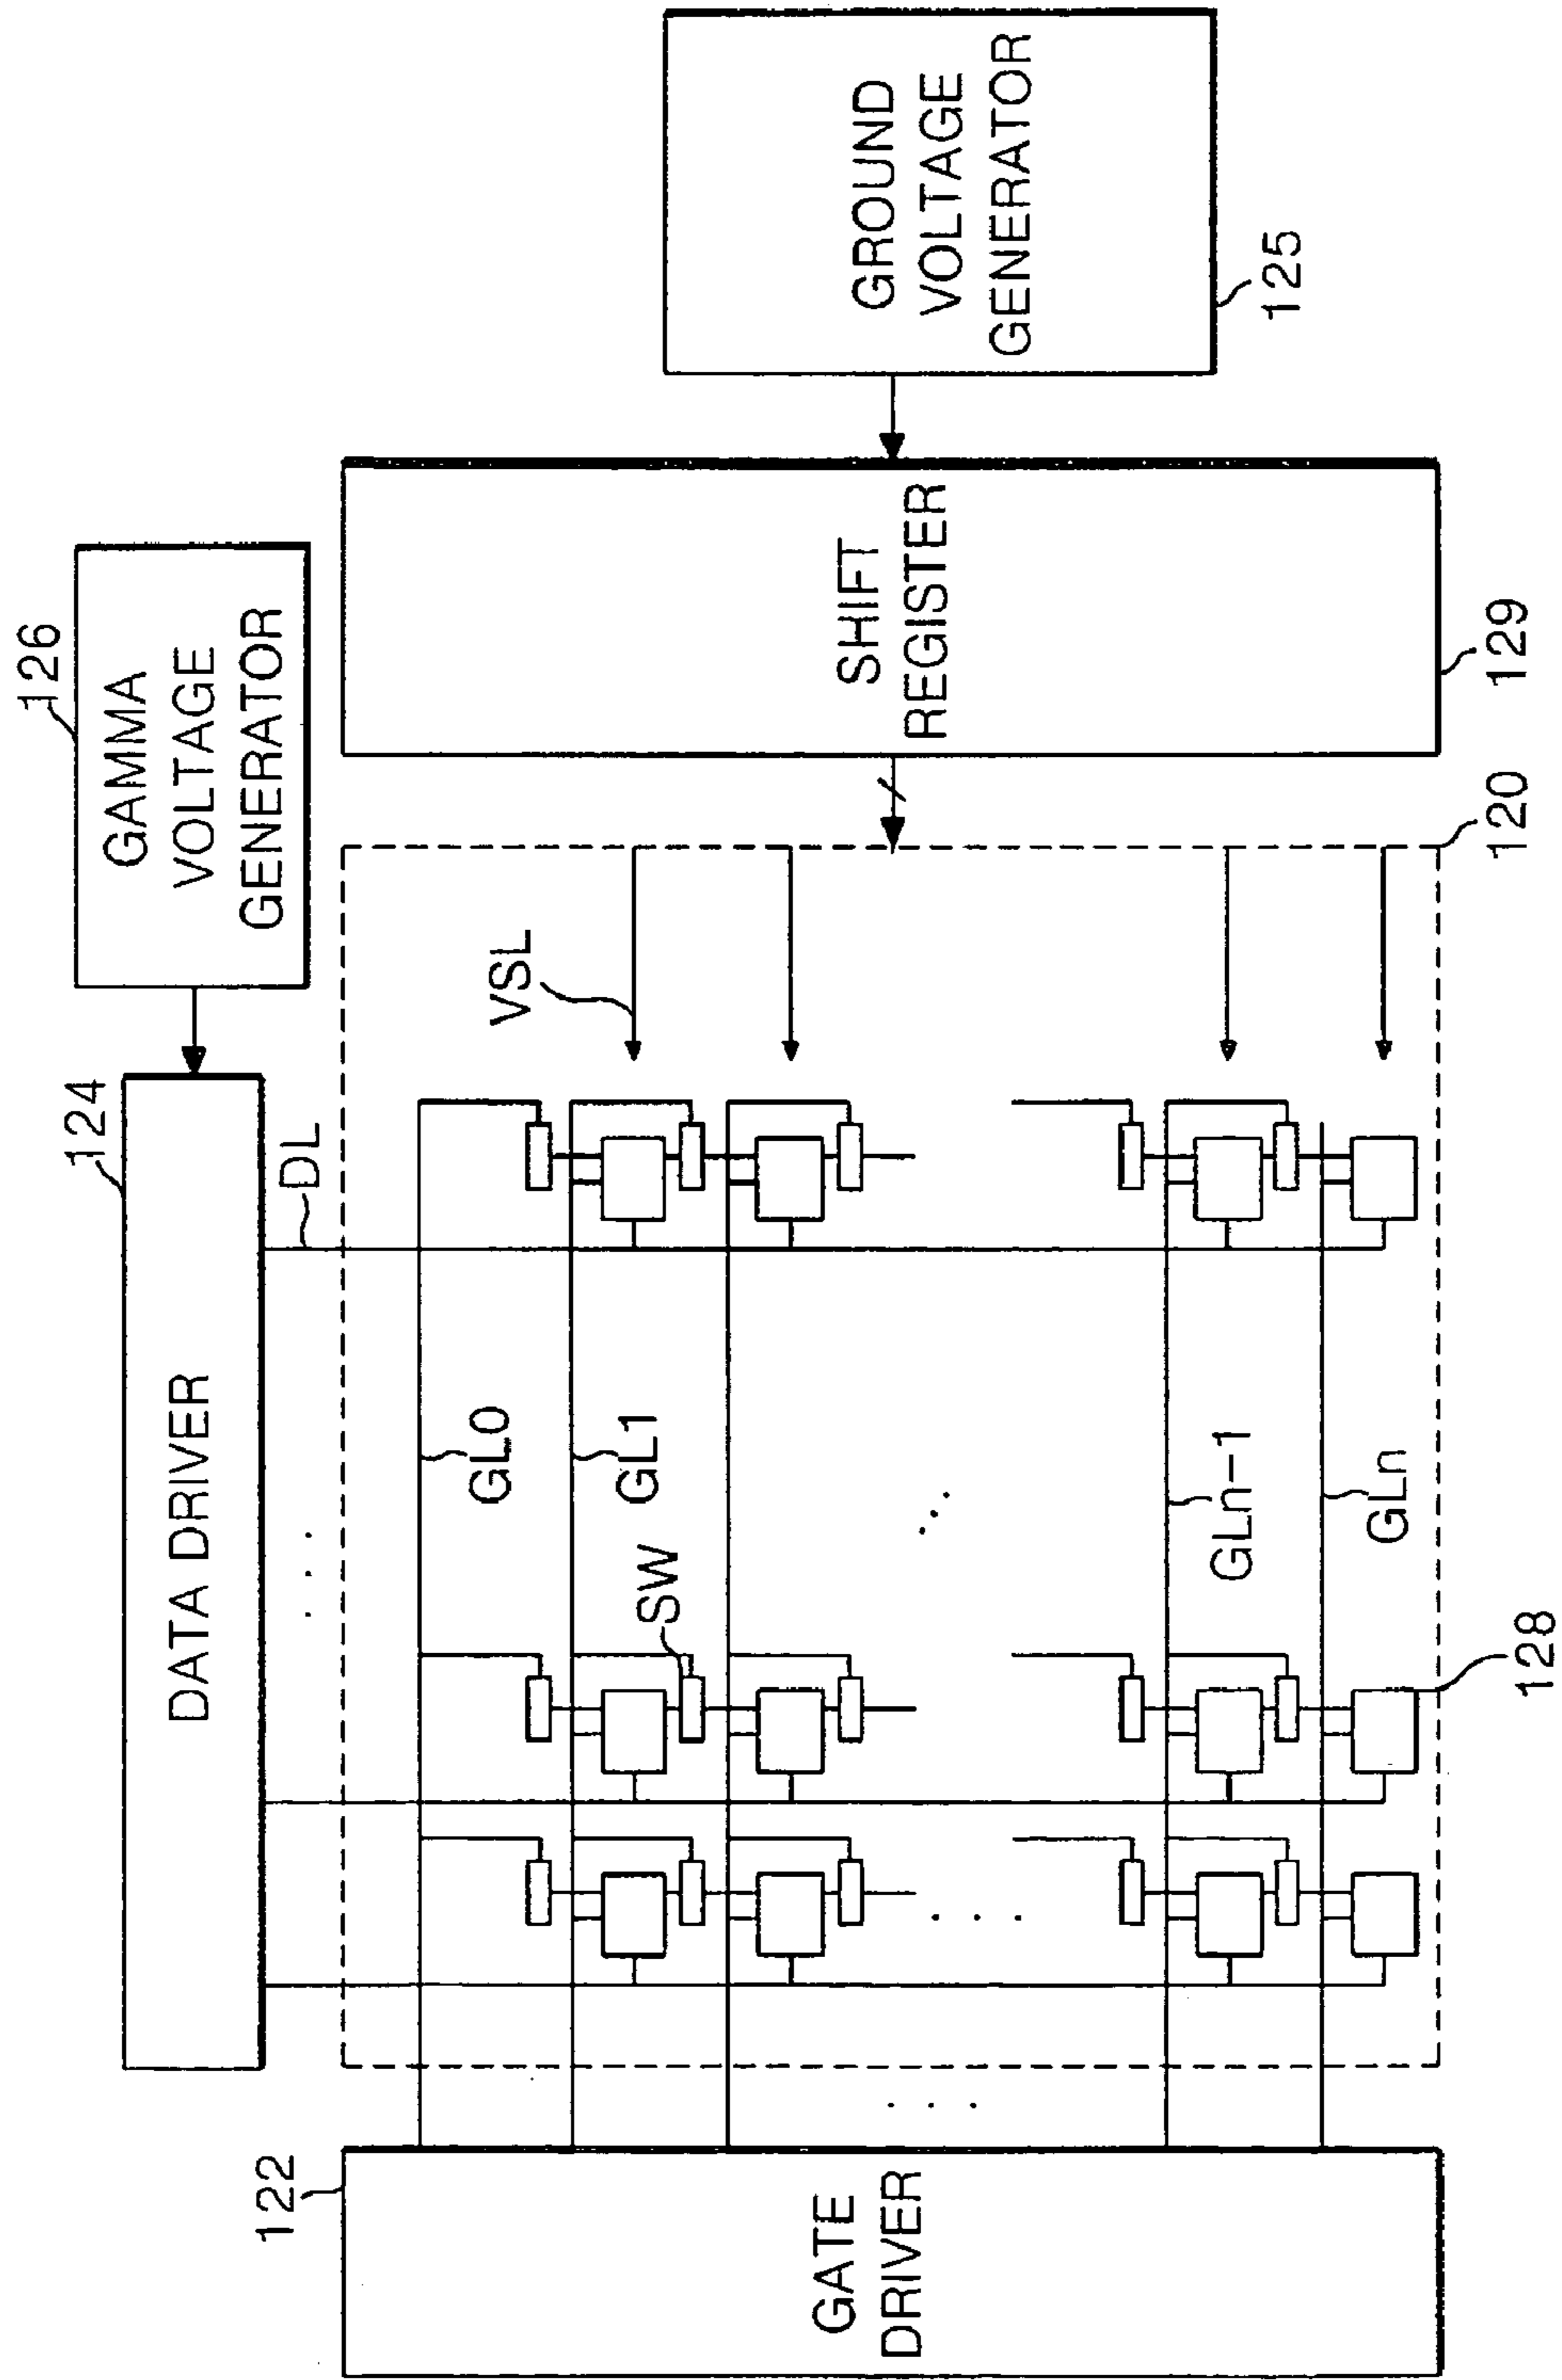 126
GAMMA
VOLTAGE
GENERATOR
124
DATA DRIVER
DL
122
GATE
DRIVER
GL0
GL1
SW
VSL
GLn-1
GLn
128
120
SHIFT
REGISTER
129
GROUND
VOLTAGE
GENERATOR
125